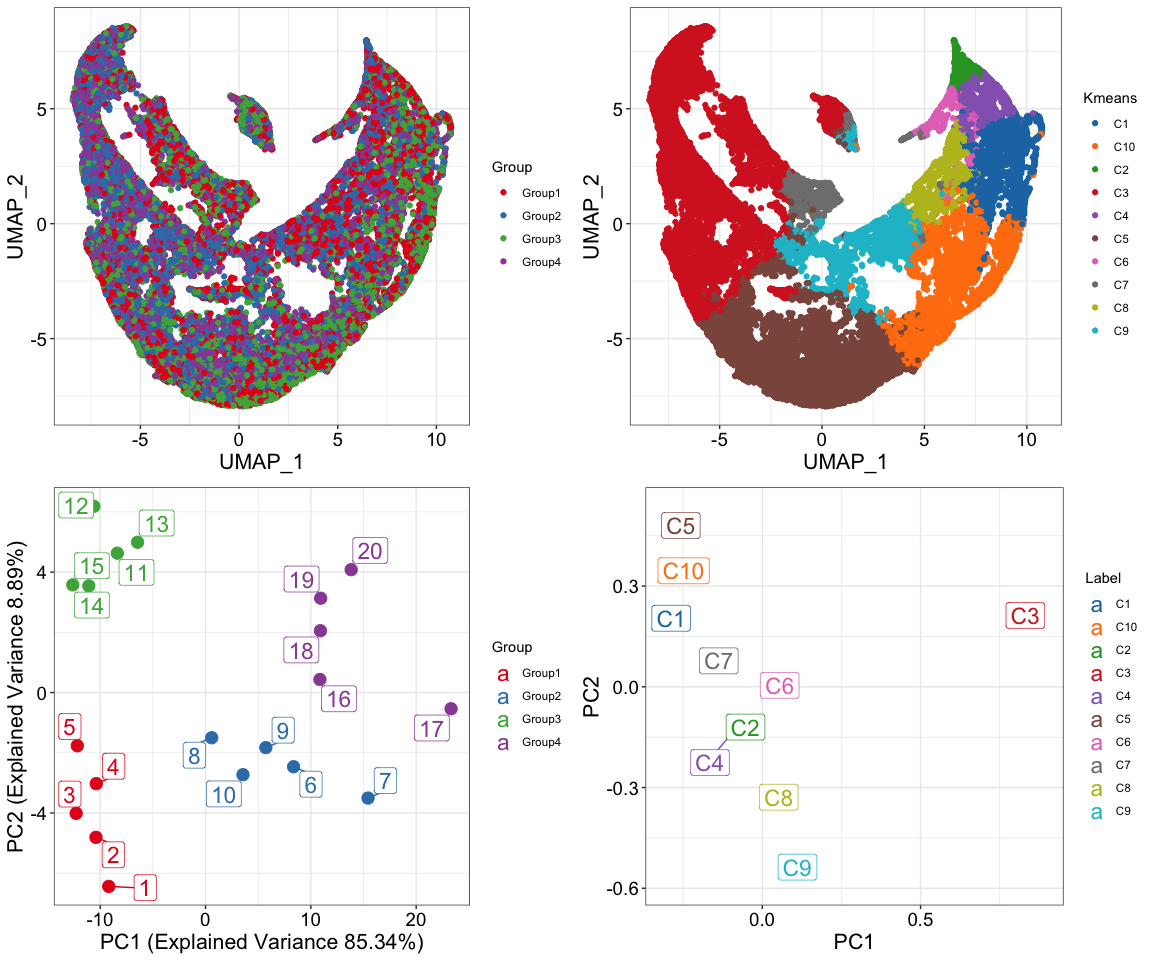 5
0
-5
-5
0
5
10
UMAP_1
UMAP_2
Group
Group1
Group2
Group3
Group4
5
0
-5
-5
0
5
10
UMAP_1
UMAP_2
Kmeans
C1
C10
C2
C3
C4
C5
C6
C7
C8
C9
12
13
15
11
14
20
19
18
16
17
5
4
3
2
1
9
8
10
6
7
4
0
-4
-10
0
10
20
PC1 (Explained Variance 85.34%)
PC2 (Explained Variance 8.89%)
Group
a Group1
a Group2
a Group3
a Group4
C5
C10
C1
C3
C7
C6
C2
C4
C8
C9
0.3
0.0
-0.3
-0.6
0.0
0.5
PC1
PC2
Label
a C1
a C10
a C2
a C3
a C4
a C5
a C6
a C7
a C8
a C9